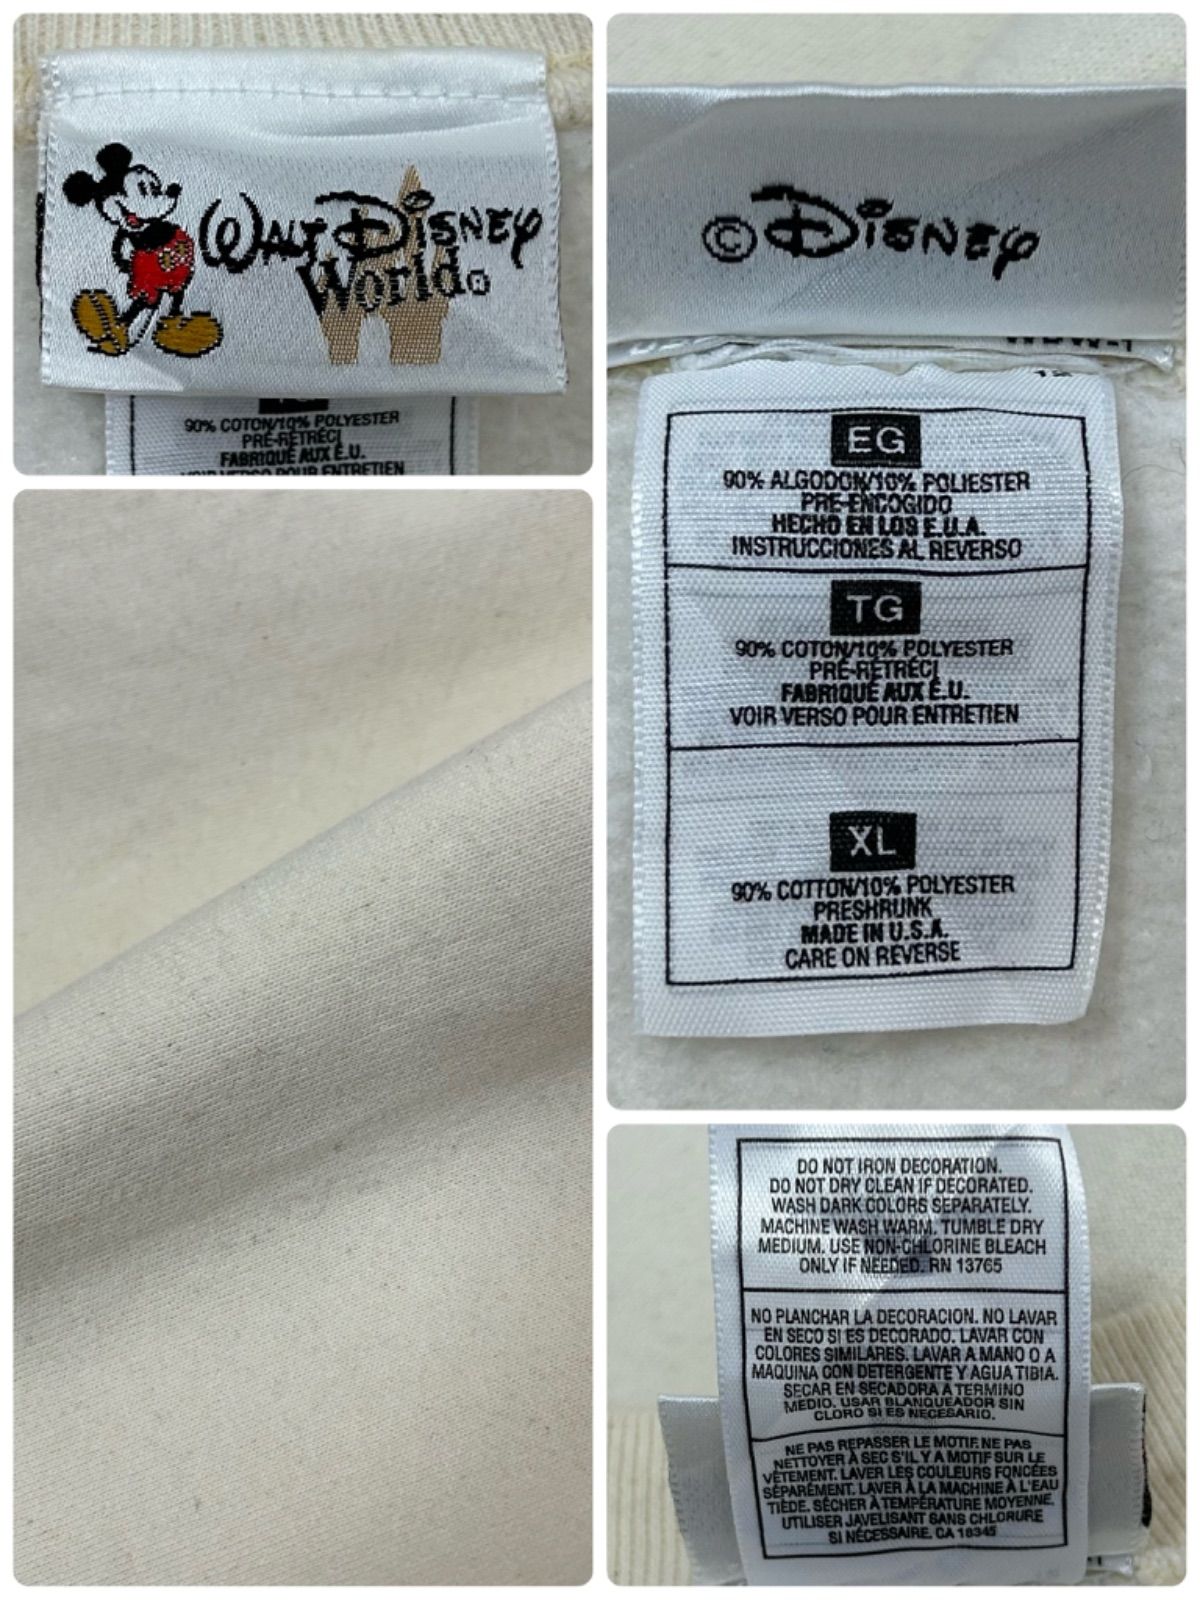 WALT DISNEY
World®
90% COTON/10% POLYESTER
PRÉ-RÉTRÉCI
FABRIQUÉ AUX É.U.
VOIR VERSO POUR ENTRETIEN
© DISNEY
EG
90% ALGODON/10% POLIESTER
PRE-ENCOGIDO
HECHO EN LOS E.U.A.
INSTRUCCIONES AL REVERSO
TG
90% COTON/10% POLYESTER
PRÉ-RÉTRÉCI
FABRIQUÉ AUX É.U.
VOIR VERSO POUR ENTRETIEN
XL
90% COTTON/10% POLYESTER
PRESHRUNK
MADE IN U.S.A.
CARE ON REVERSE
DO NOT IRON DECORATION.
DO NOT DRY CLEAN IF DECORATED.
WASH DARK COLORS SEPARATELY.
MACHINE WASH WARM. TUMBLE DRY
MEDIUM. USE NON-CHLORINE BLEACH
ONLY IF NEEDED. RN 13765
NO PLANCHAR LA DECORACION. NO LAVAR
EN SECO SI ES DECORADO. LAVAR CON
COLORES SIMILARES. LAVAR A MANO O A
MAQUINA CON DETERGENTE Y AGUA TIBIA.
SECAR EN SECADORA A TERMINO
MEDIO. USAR BLANQUEADOR SIN
CLORO SI ES NECESARIO.
NE PAS REPASSER LE MOTIF. NE PAS
NETTOYER À SEC S'IL Y A MOTIF SUR LE
VÊTEMENT. LAVER LES COULEURS FONCÉES
SÉPARÉMENT. LAVER À LA MACHINE À L'EAU
TIÈDE. SÉCHER À TEMPÉRATURE MOYENNE.
UTILISER JAVELISANT SANS CHLORURE
SI NÉCESSAIRE. CA 18345